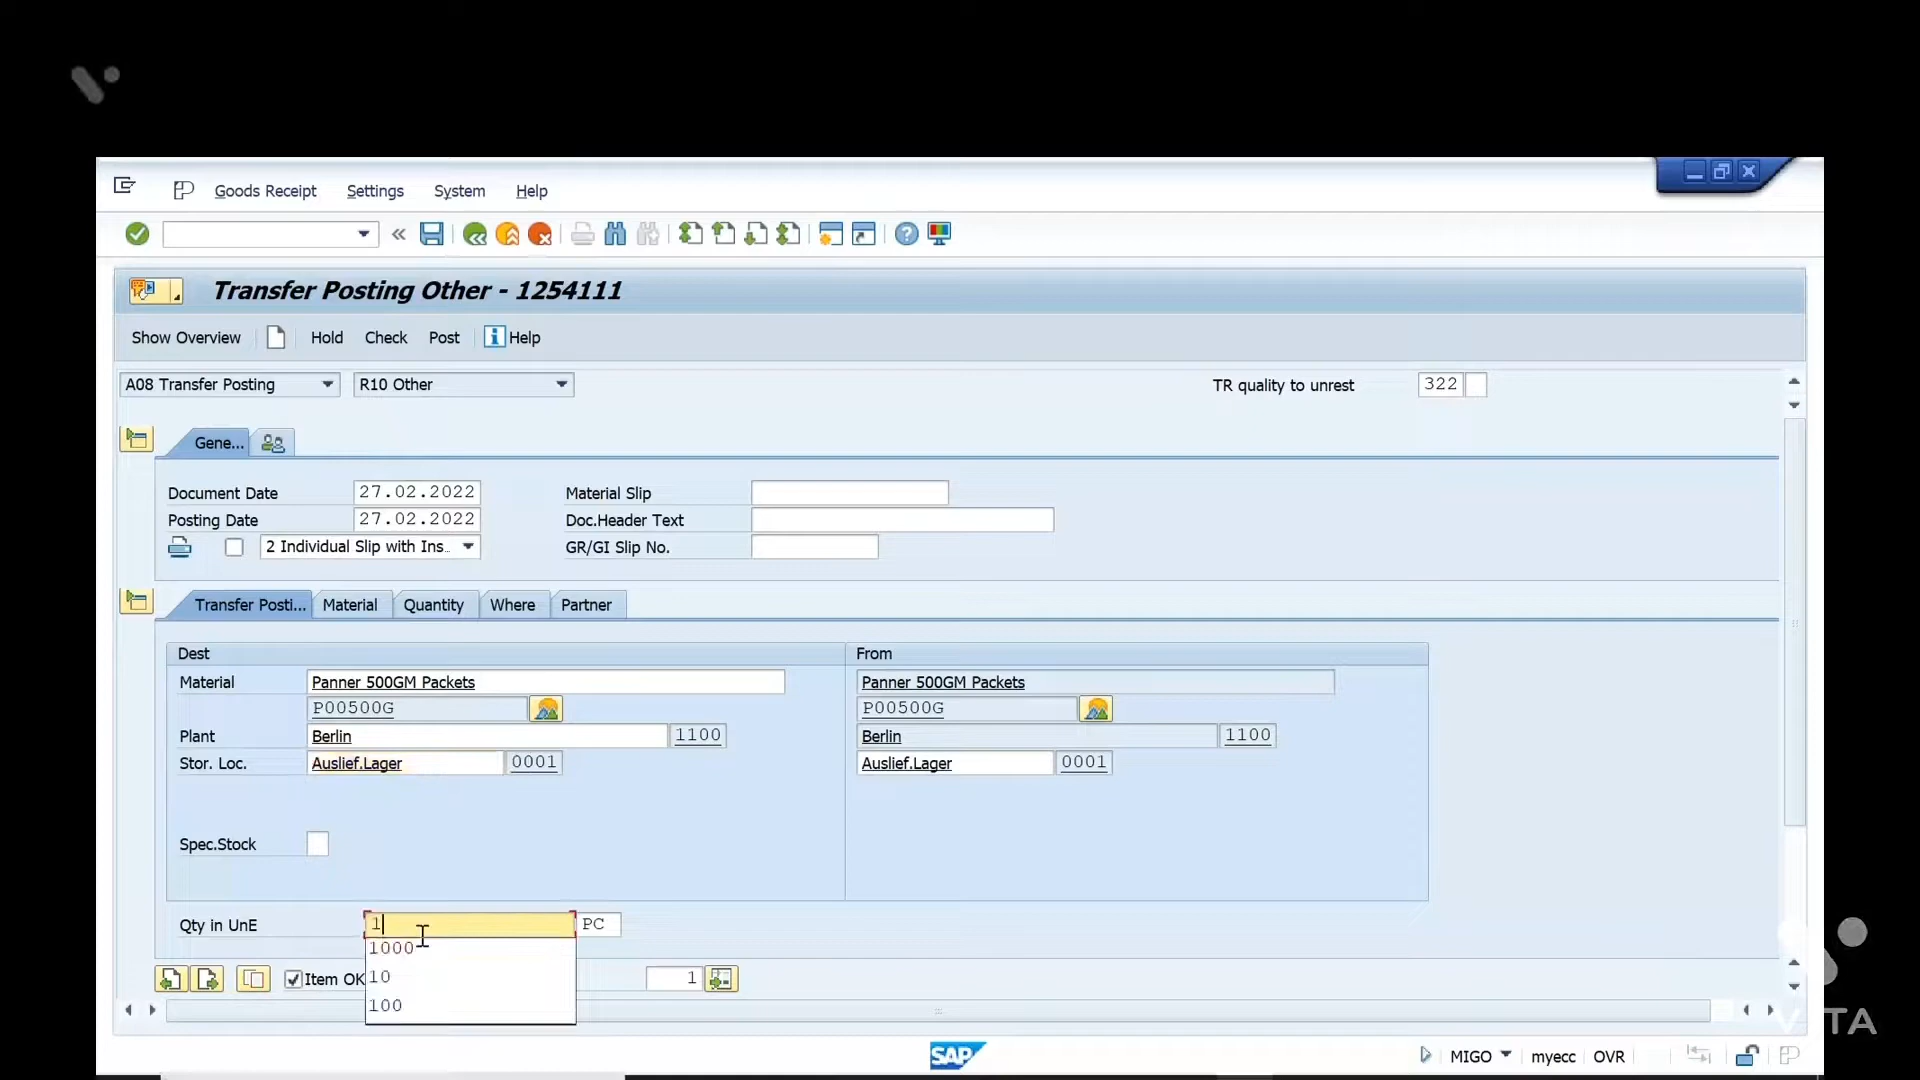 Goods Receipt Settings System Help
Transfer Posting Other - 1254111
Show Overview Hold Check Post Help
A08 Transfer Posting R10 Other TR quality to unrest 322
Gene...
Document Date 27.02.2022 Material Slip
Posting Date 27.02.2022 Doc.Header Text
2 Individual Slip with Ins.. GR/GI Slip No.
Transfer Posti... Material Quantity Where Partner
Dest From
Material Panner 500GM Packets Panner 500GM Packets
P00500G P00500G
Plant Berlin 1100 Berlin 1100
Stor. Loc. Auslief.Lager 0001 Auslief.Lager 0001
Spec.Stock
Qty in UnE 1 PC
1000
10
100
Item OK 1
SAP MIGO myecc OVR